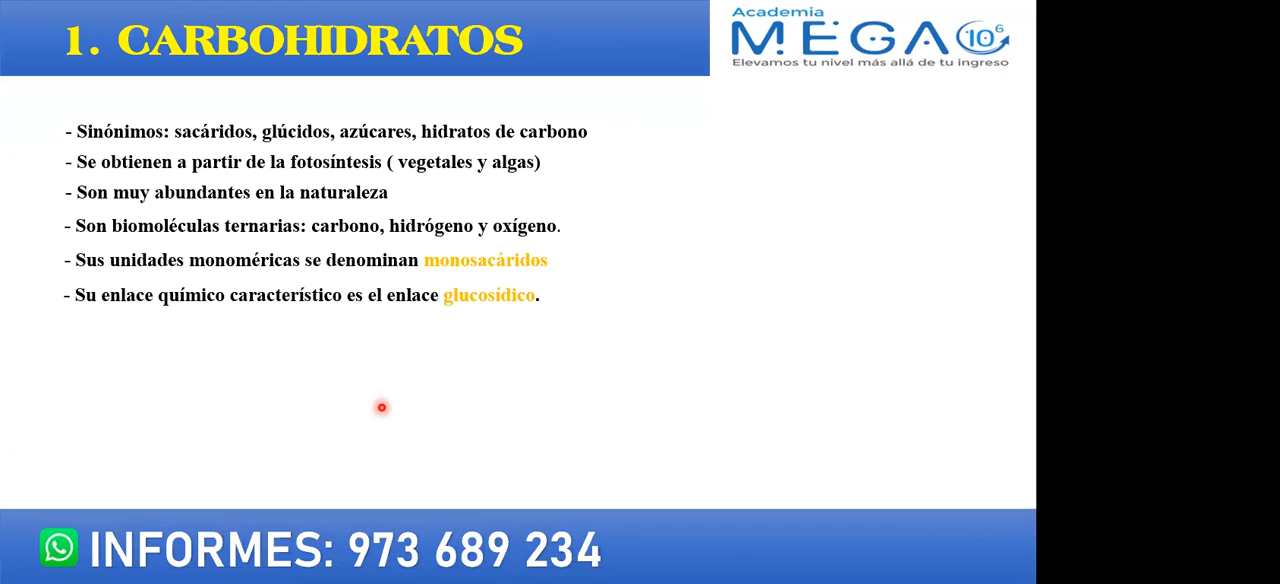 1. CARBOHIDRATOS
Academia
MEGA 10⁶
Elevamos tu nivel más allá de tu ingreso
- Sinónimos: sacáridos, glúcidos, azúcares, hidratos de carbono
- Se obtienen a partir de la fotosíntesis ( vegetales y algas)
- Son muy abundantes en la naturaleza
- Son biomoléculas ternarias: carbono, hidrógeno y oxígeno.
- Sus unidades monoméricas se denominan monosacáridos
- Su enlace químico característico es el enlace glucosídico.
INFORMES: 973 689 234